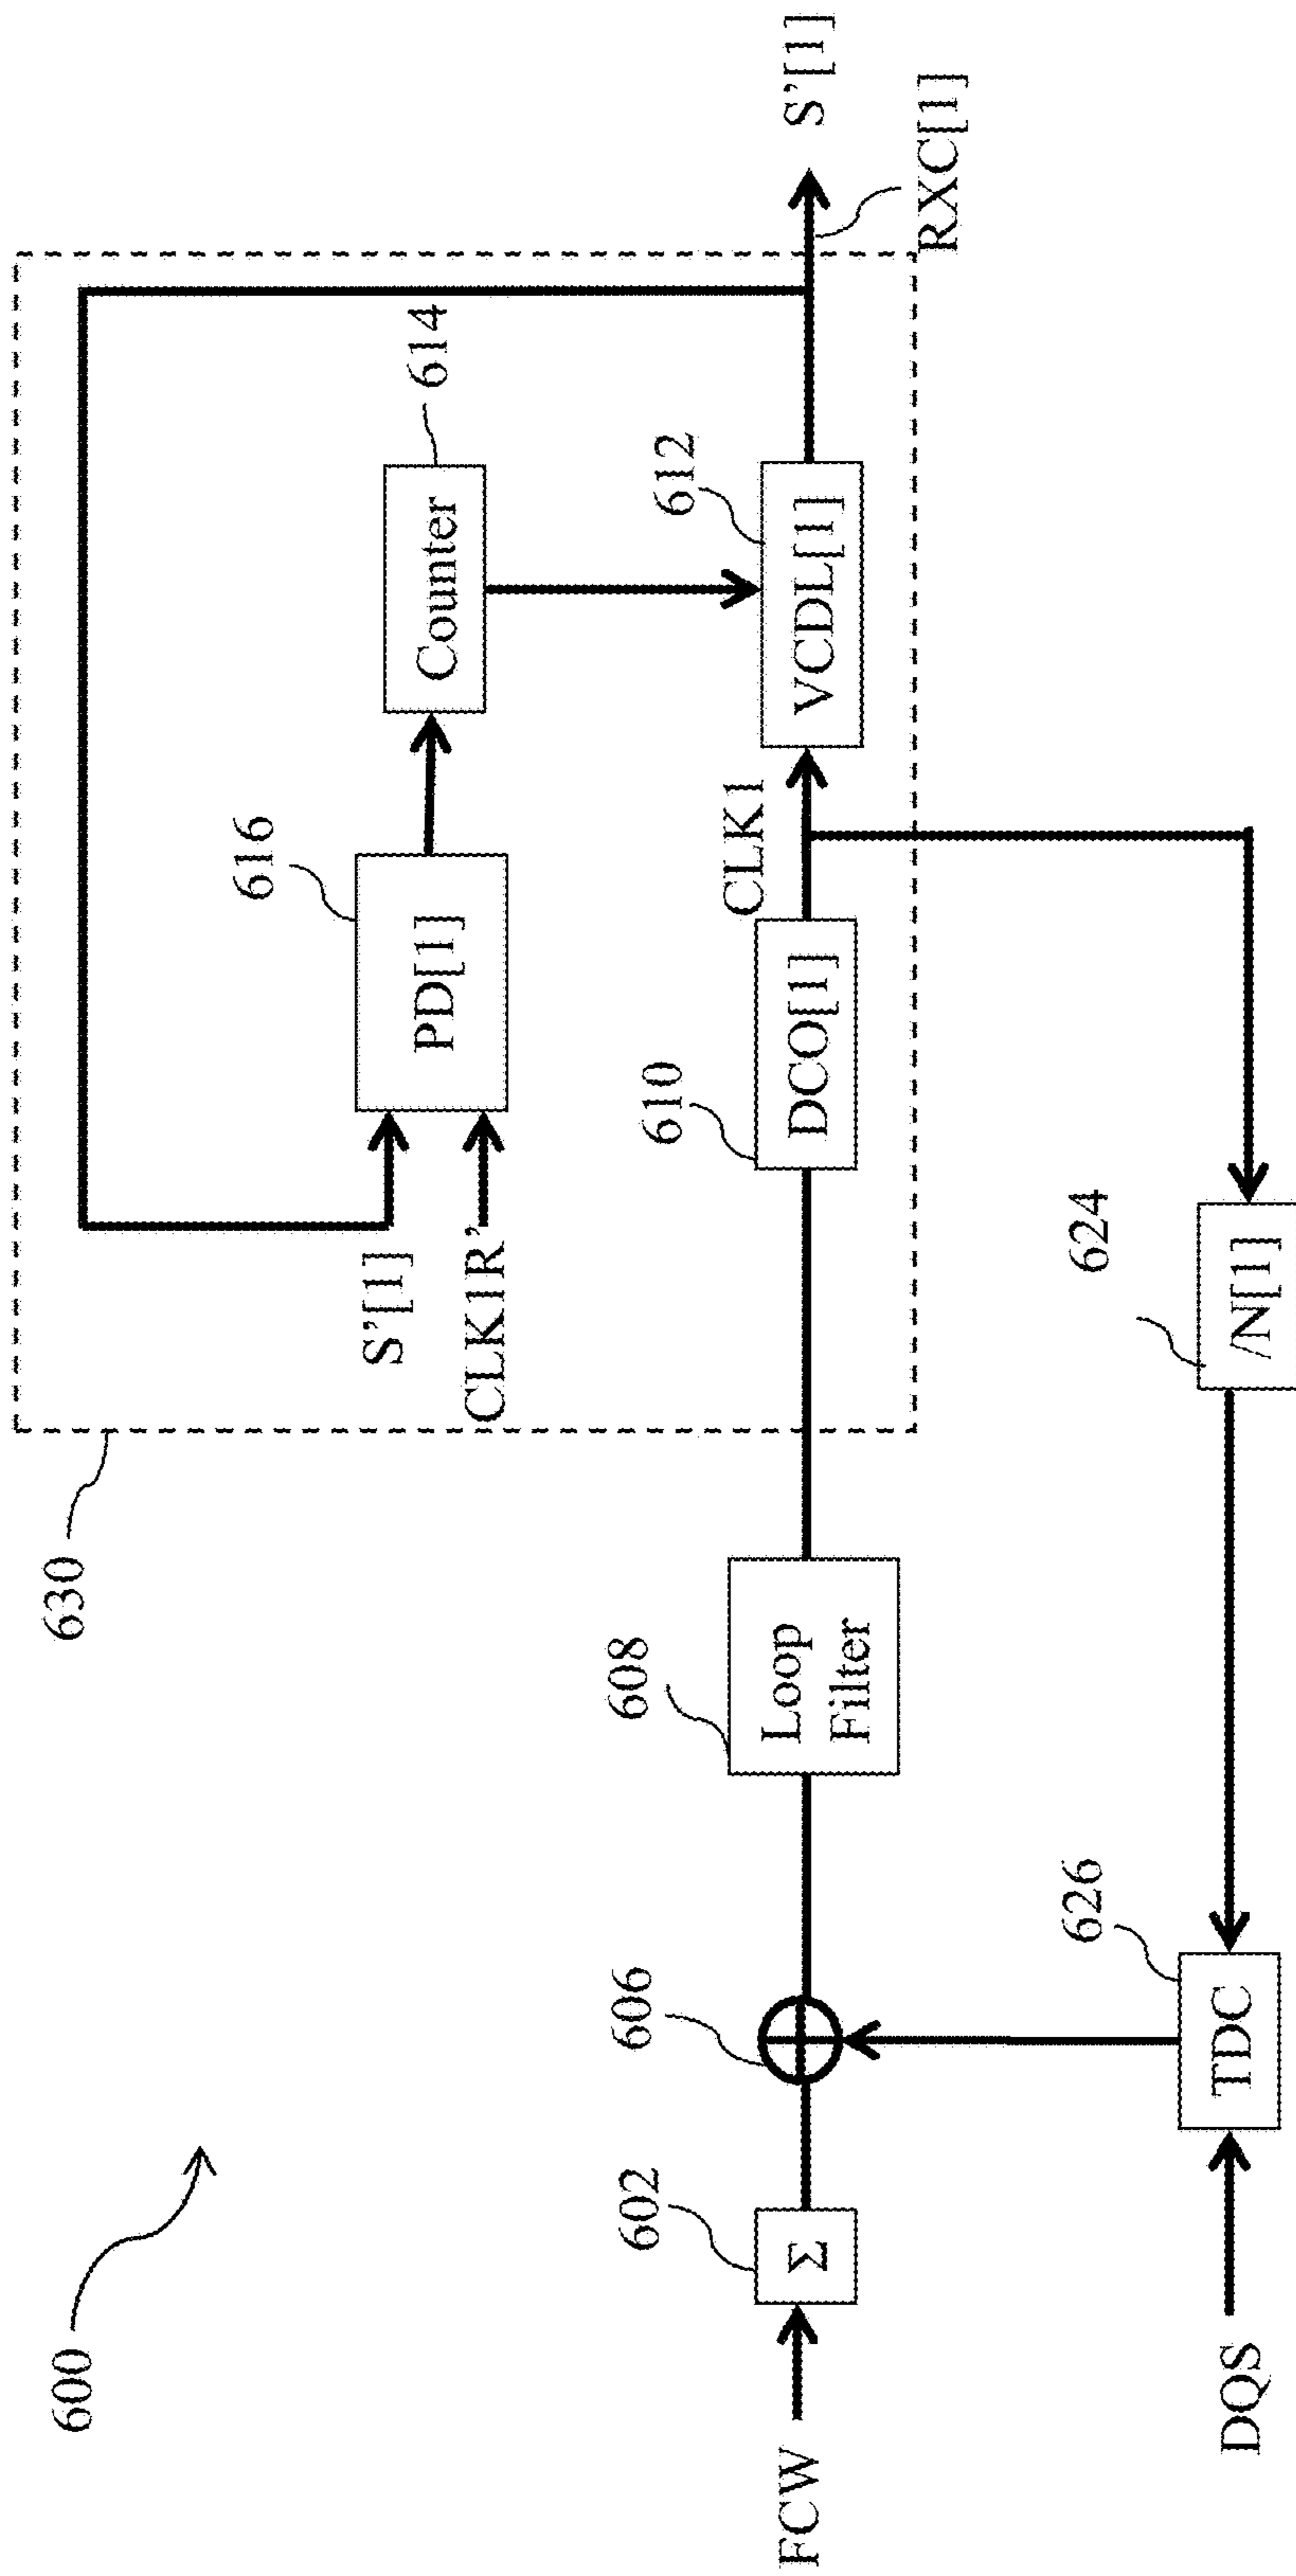 600
630
S'[1]
CLK1R'
616
PD[1]
Counter
614
FCW
602
Σ
606
608
Loop
Filter
610
DCO[1]
CLK1
612
VCDL[1]
S'[1]
RXC[1]
DQS
626
TDC
624
/N[1]